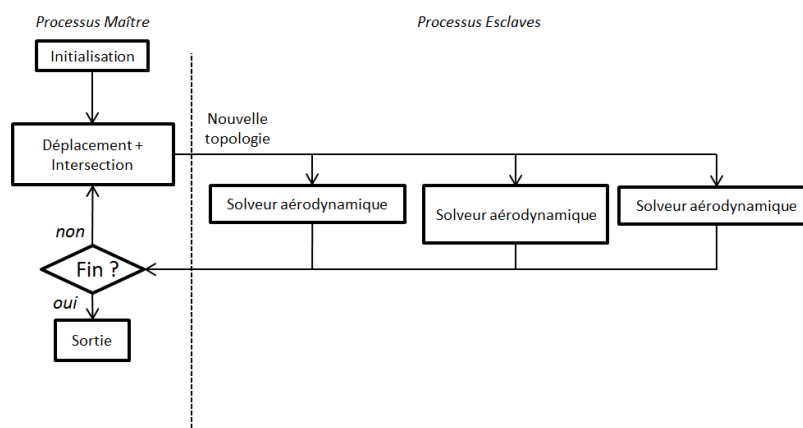 Processus Maître
Processus Esclaves
Initialisation
Nouvelle
topologie
Déplacement +
Intersection
Solveur aérodynamique
Solveur aérodynamique
Solveur aérodynamique
non
Fin ?
oui
Sortie